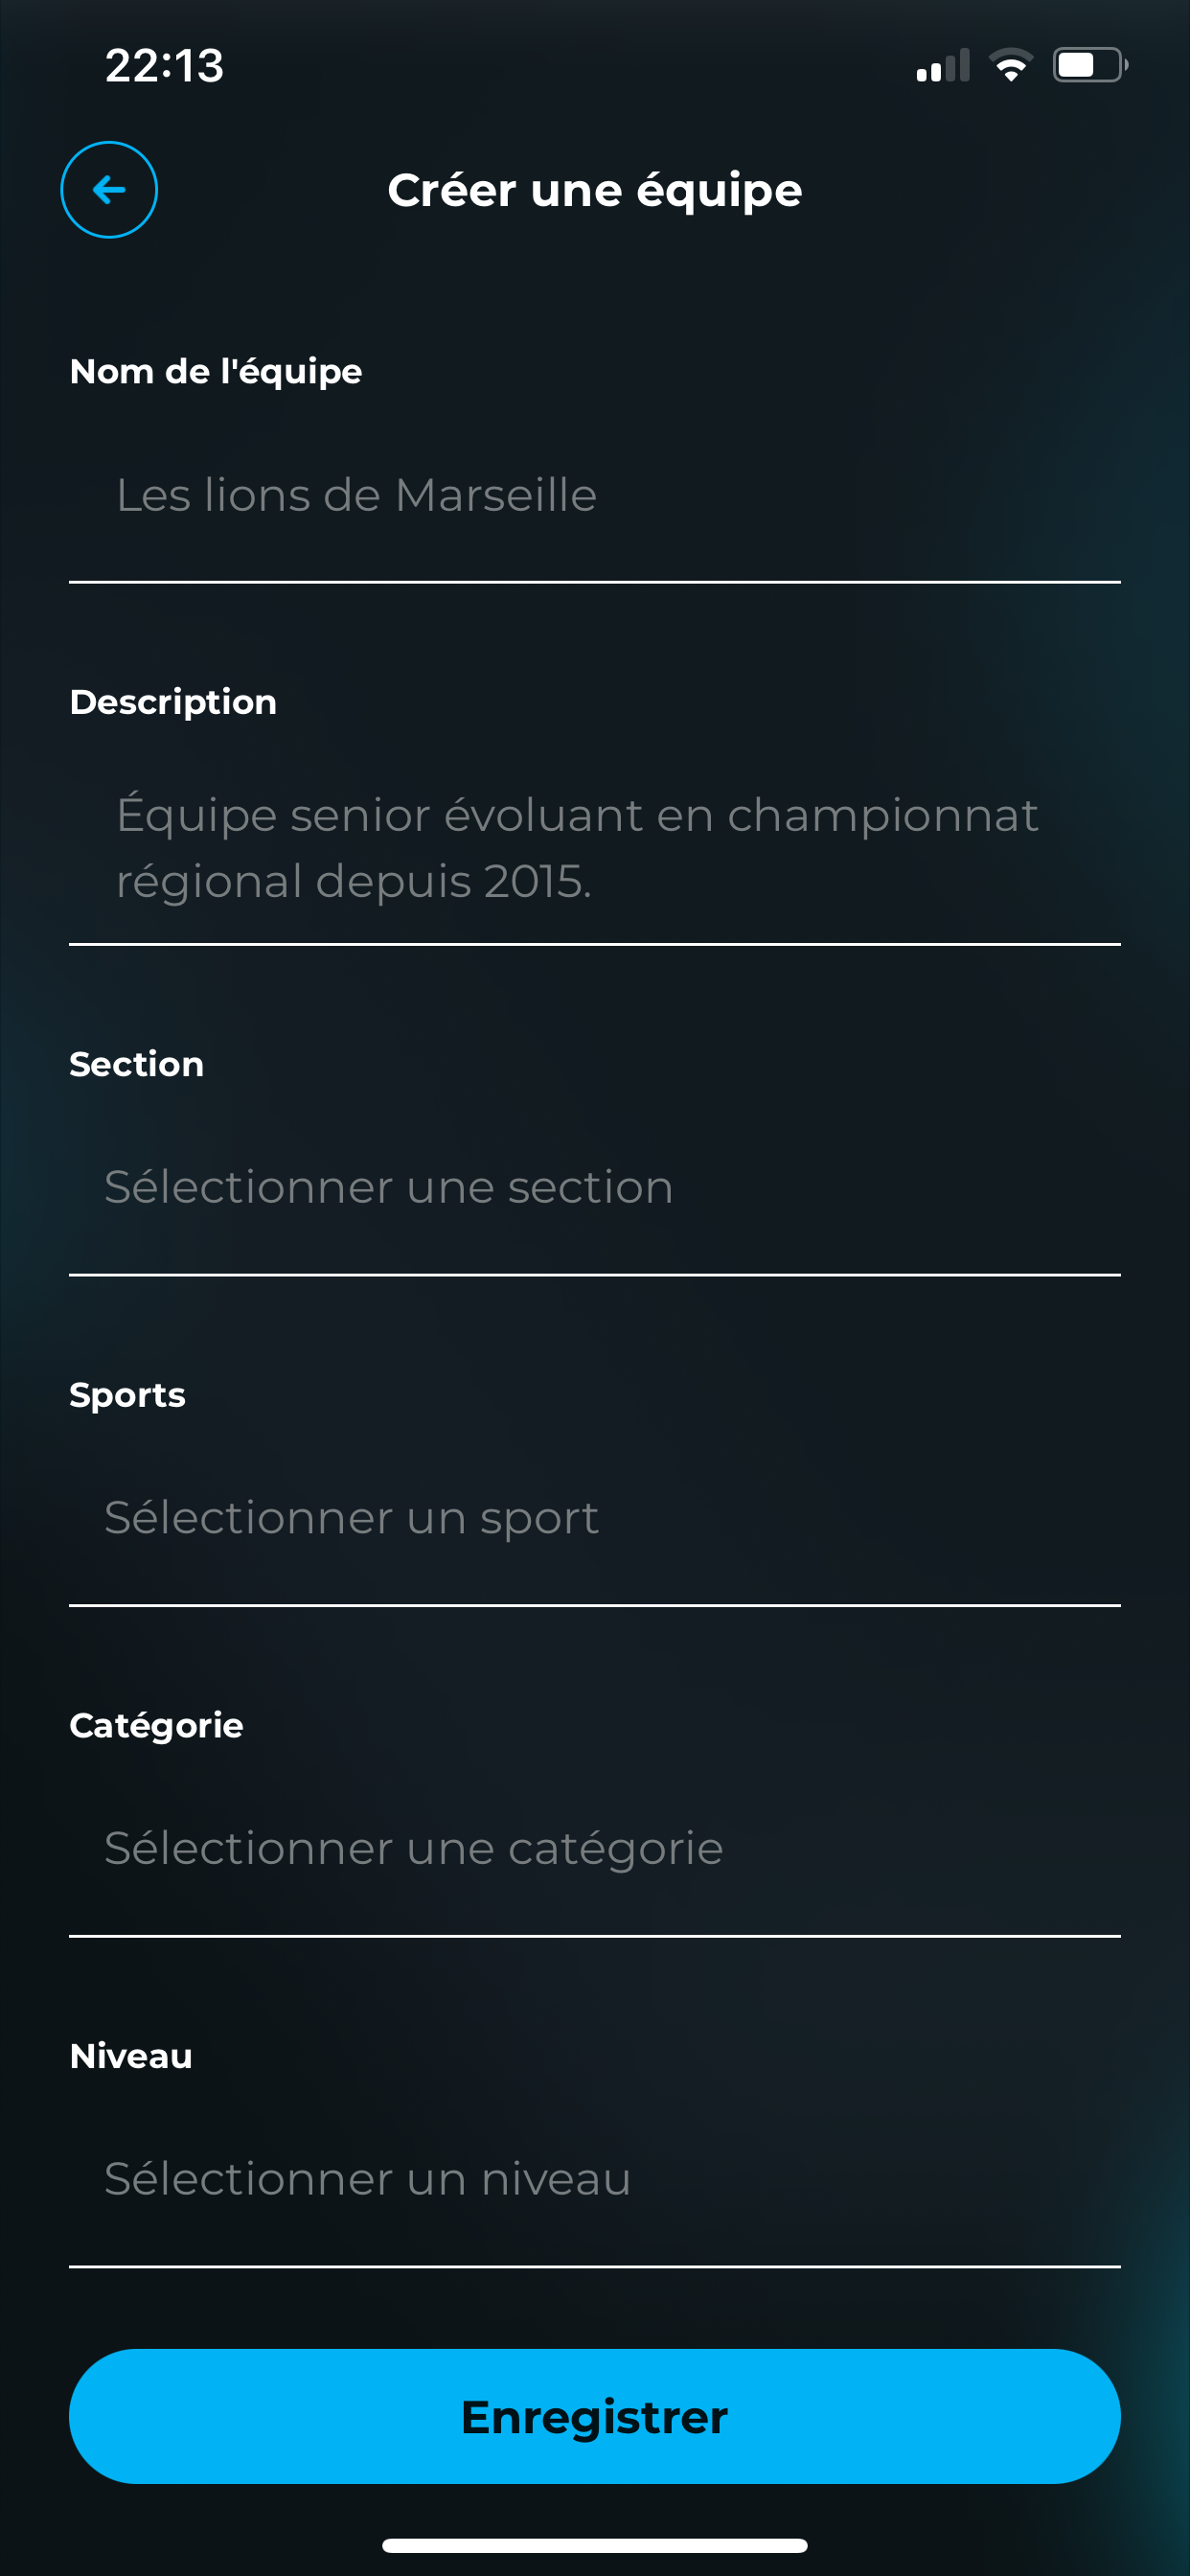 22:13
Créer une équipe
Nom de l'équipe
Les lions de Marseille
Description
Équipe senior évoluant en championnat
régional depuis 2015.
Section
Sélectionner une section
Sports
Sélectionner un sport
Catégorie
Sélectionner une catégorie
Niveau
Sélectionner un niveau
Enregistrer